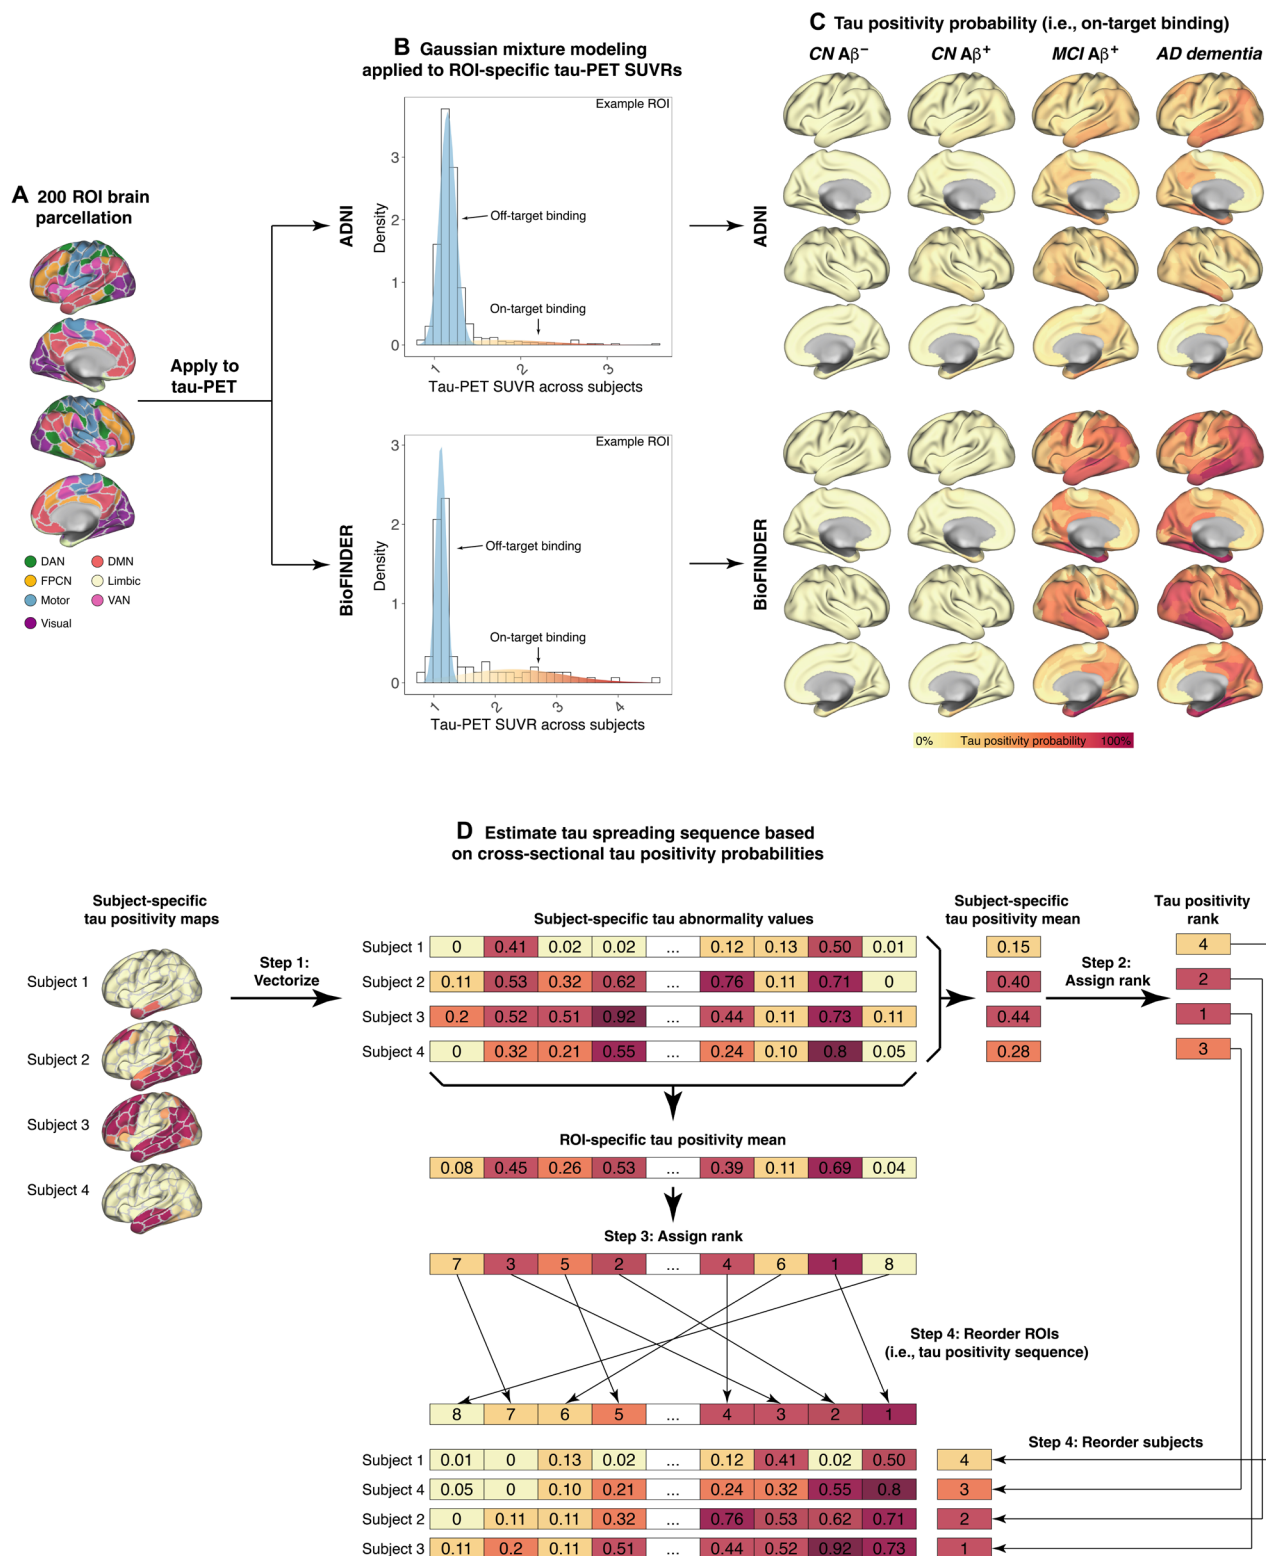 A 200 ROI brain
parcellation
DAN
DMN
FPCN
Limbic
Motor
VAN
Visual
Apply to
tau-PET
B Gaussian mixture modeling
applied to ROI-specific tau-PET SUVRs
ADNI
Density
Example ROI
3
2
1
0
Off-target binding
On-target binding
1 2 3
Tau-PET SUVR across subjects
BioFINDER
Density
Example ROI
3
2
1
0
Off-target binding
On-target binding
1 2 3 4
Tau-PET SUVR across subjects
C Tau positivity probability (i.e., on-target binding)
CN Aβ− CN Aβ+ MCI Aβ+ AD dementia
ADNI
BioFINDER
0% Tau positivity probability 100%
D Estimate tau spreading sequence based
on cross-sectional tau positivity probabilities
Subject-specific
tau positivity maps
Subject 1
Subject 2
Subject 3
Subject 4
Step 1:
Vectorize
Subject-specific tau abnormality values
Subject 1 0 0.41 0.02 0.02 ... 0.12 0.13 0.50 0.01
Subject 2 0.11 0.53 0.32 0.62 ... 0.76 0.11 0.71 0
Subject 3 0.2 0.52 0.51 0.92 ... 0.44 0.11 0.73 0.11
Subject 4 0 0.32 0.21 0.55 ... 0.24 0.10 0.8 0.05
Subject-specific
tau positivity mean
0.15
0.40
0.44
0.28
Step 2:
Assign rank
Tau positivity
rank
4
2
1
3
ROI-specific tau positivity mean
0.08 0.45 0.26 0.53 ... 0.39 0.11 0.69 0.04
Step 3: Assign rank
7 3 5 2 ... 4 6 1 8
Step 4: Reorder ROIs
(i.e., tau positivity sequence)
8 7 6 5 ... 4 3 2 1
Step 4: Reorder subjects
Subject 1 0.01 0 0.13 0.02 ... 0.12 0.41 0.02 0.50 4
Subject 4 0.05 0 0.10 0.21 ... 0.24 0.32 0.55 0.8 3
Subject 2 0 0.11 0.11 0.32 ... 0.76 0.53 0.62 0.71 2
Subject 3 0.11 0.2 0.11 0.51 ... 0.44 0.52 0.92 0.73 1